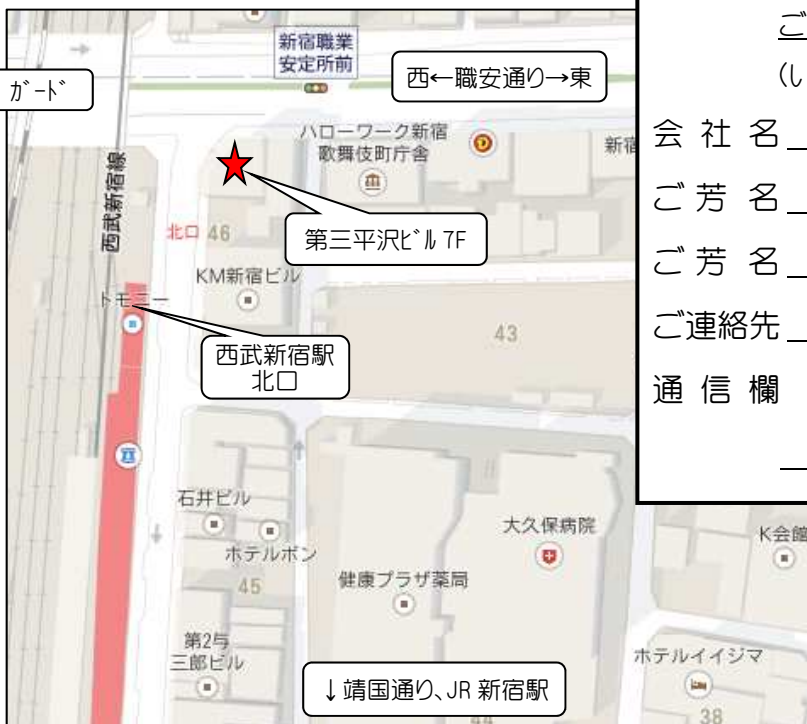 新宿職業
安定所前
西←職安通り→東
ガード
ハローワーク新宿
歌舞伎町庁舎
新宿
西武新宿線
北口 46
第三平沢ビル 7F
KM新宿ビル
トモニー
43
西武新宿駅
北口
石井ビル
ホテルボン
45
大久保病院
健康プラザ薬局
第2与
三郎ビル
↓靖国通り、JR 新宿駅
44
K会館
ホテルイイジマ
38
ご
(し
会 社 名
ご 芳 名
ご 芳 名
ご連絡先
通 信 欄